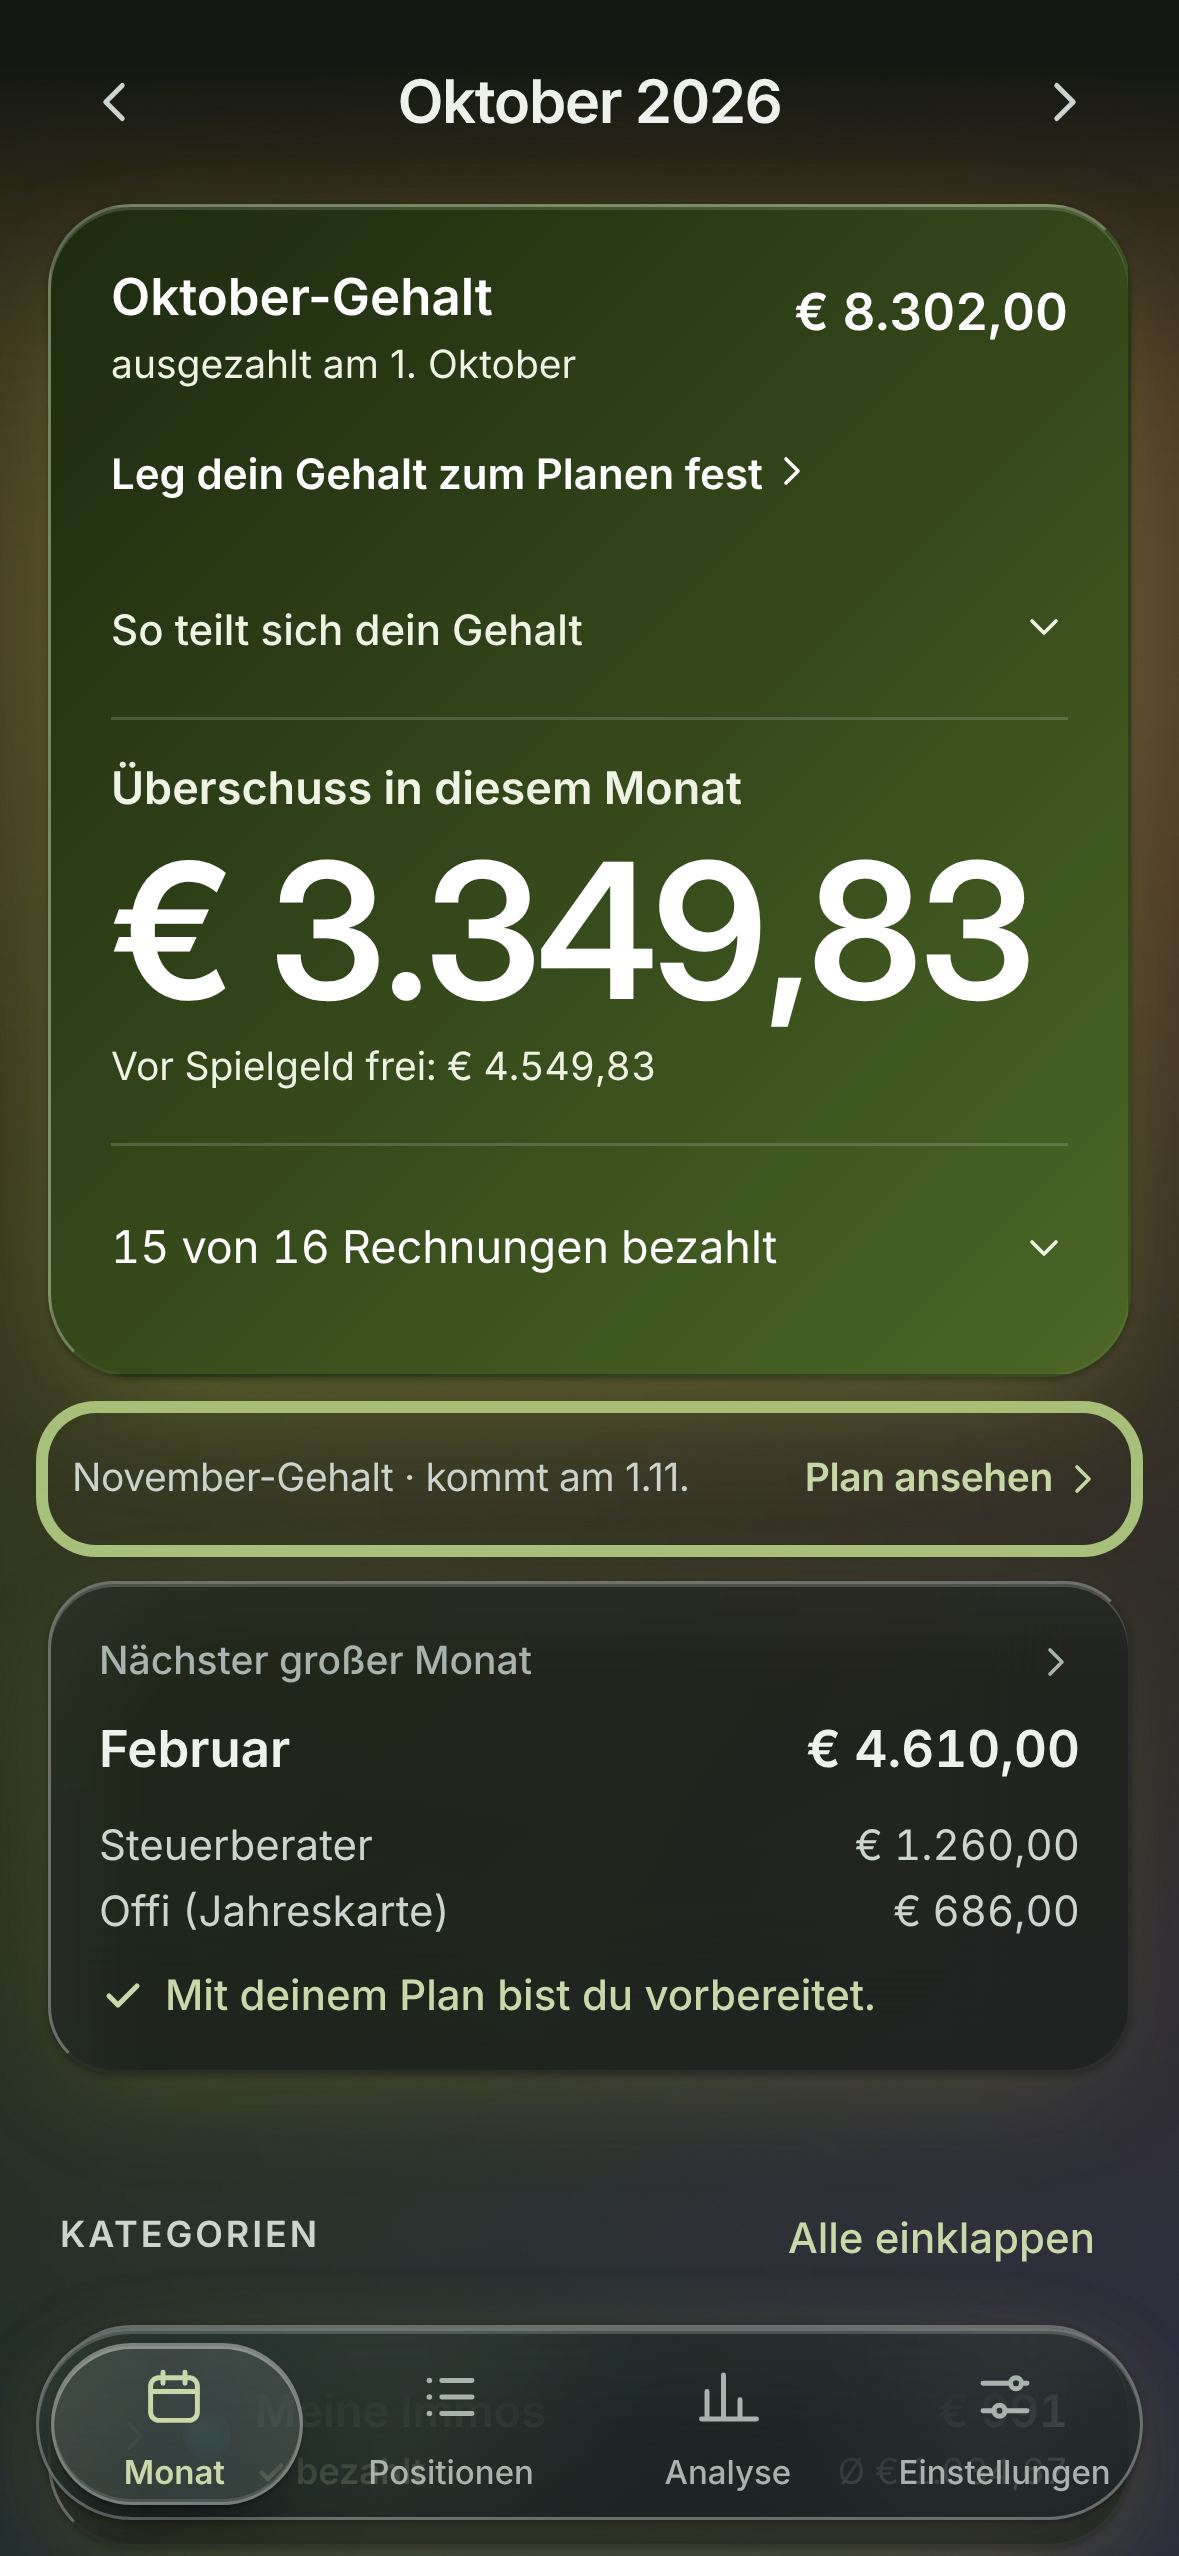 Oktober 2026
Oktober-Gehalt
€ 8.302,00
ausgezahlt am 1. Oktober
Leg dein Gehalt zum Planen fest
So teilt sich dein Gehalt
Überschuss in diesem Monat
€ 3.349,83
Vor Spielgeld frei: € 4.549,83
15 von 16 Rechnungen bezahlt
November-Gehalt · kommt am 1.11. Plan ansehen
Nächster großer Monat
Februar € 4.610,00
Steuerberater € 1.260,00
Offi (Jahreskarte) € 686,00
Mit deinem Plan bist du vorbereitet.
KATEGORIEN Alle einklappen
Meine Immos
Monat Positionen Analyse Einstellungen